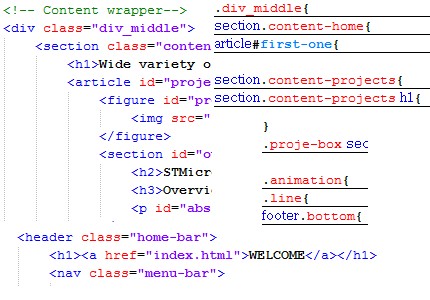 <!-- Content wrapper-->
<div class="div_middle">
<section class="conten
<h1>Wide variety o
<article id="proje
<figure id="pr
<img src="
</figure>
<section id="o
<h2>STMicr
<h3>Overvi
<p id="abs
.div_middle{
section.content-home{
article#first-one{
section.content-projects{
section.content-projects h1{
}
.proje-box sec
.animation{
.line{
footer.bottom{
<header class="home-bar">
<h1><a href="index.html">WELCOME</a></h1>
<nav class="menu-bar">